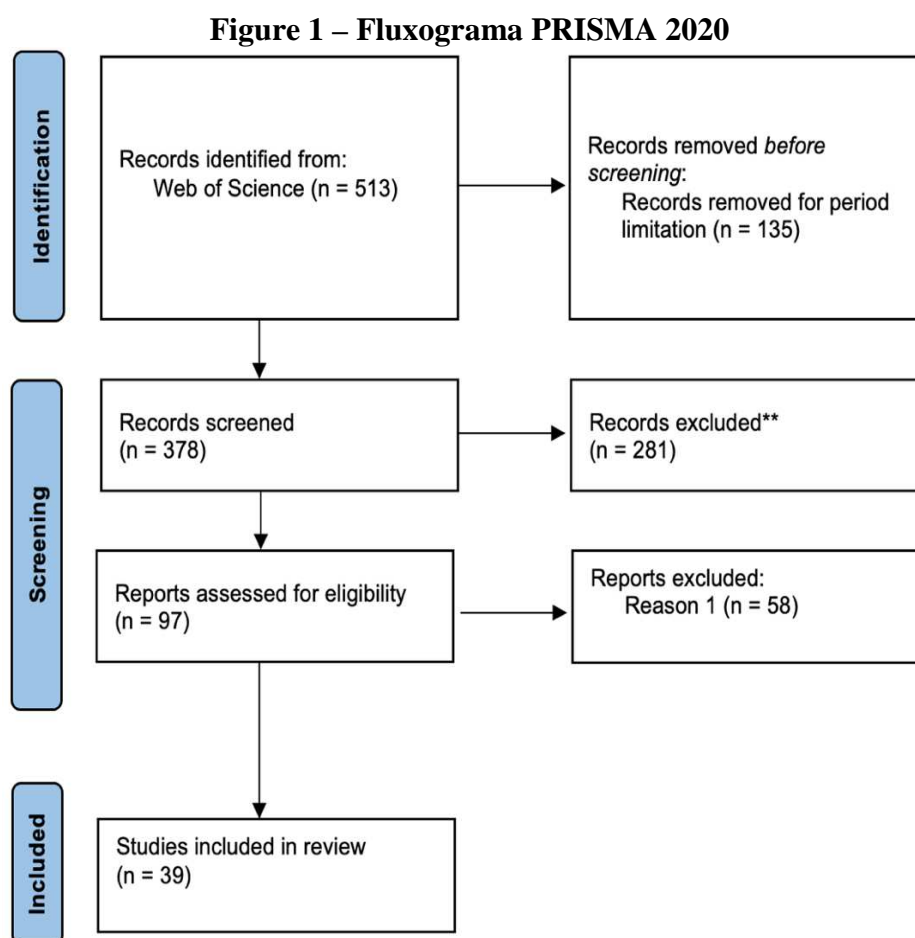 Figure 1 – Fluxograma PRISMA 2020
Identification
Records identified from:
Web of Science (n = 513)
Records removed before
screening:
Records removed for period
limitation (n = 135)
Screening
Records screened
(n = 378)
Records excluded**
(n = 281)
Reports assessed for eligibility
(n = 97)
Reports excluded:
Reason 1 (n = 58)
Included
Studies included in review
(n = 39)